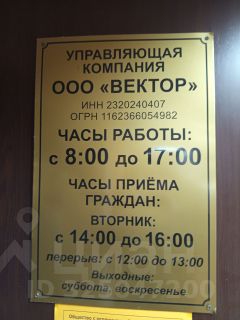 УПРАВЛЯЮЩАЯ
КОМПАНИЯ
ООО «ВЕКТОР»
ИНН 2320240407
ОГРН 1162366054982
ЧАСЫ РАБОТЫ:
с 8:00 до 17:00
ЧАСЫ ПРИЁМА
ГРАЖДАН:
ВТОРНИК:
с 14:00 до 16:00
перерыв: с 12:00 до 13:00
Выходные:
суббота, воскресенье